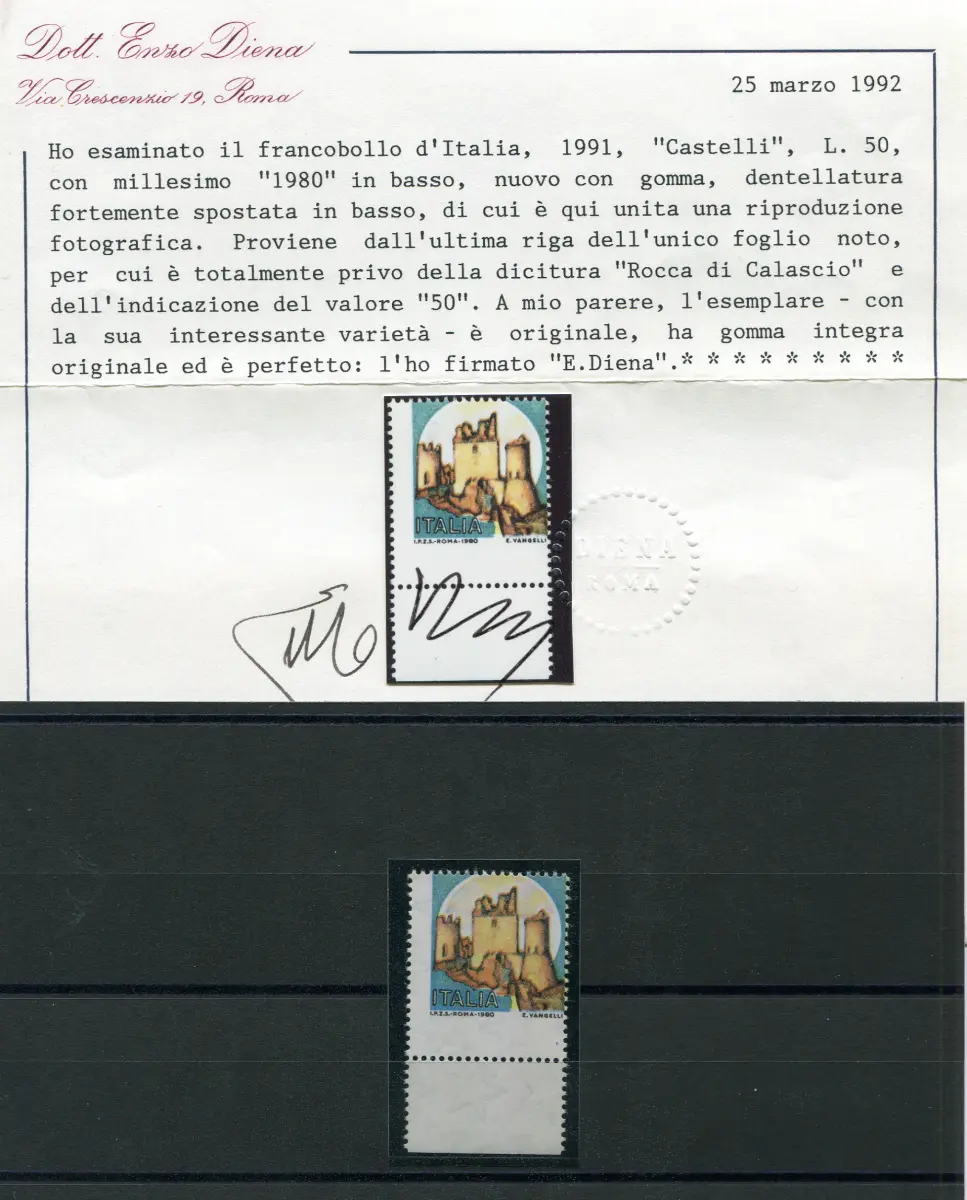 Dott. Enzo Diena
Via Crescenzio 19, Roma
25 marzo 1992
Ho esaminato il francobollo d'Italia, 1991, "Castelli", L. 50,
con millesimo "1980" in basso, nuovo con gomma, dentellatura
fortemente spostata in basso, di cui è qui unita una riproduzione
fotografica. Proviene dall'ultima riga dell'unico foglio noto,
per cui è totalmente privo della dicitura "Rocca di Calascio" e
dell'indicazione del valore "50". A mio parere, l'esemplare - con
la sua interessante varietà - è originale, ha gomma integra
originale ed è perfetto: l'ho firmato "E.Diena".* * * * * * * * *
ITALIA
I.P.Z.S.-ROMA-1980 E. VANGELLI
DIENA
ROMA
ITALIA
I.P.Z.S.-ROMA-1980 E. VANGELLI